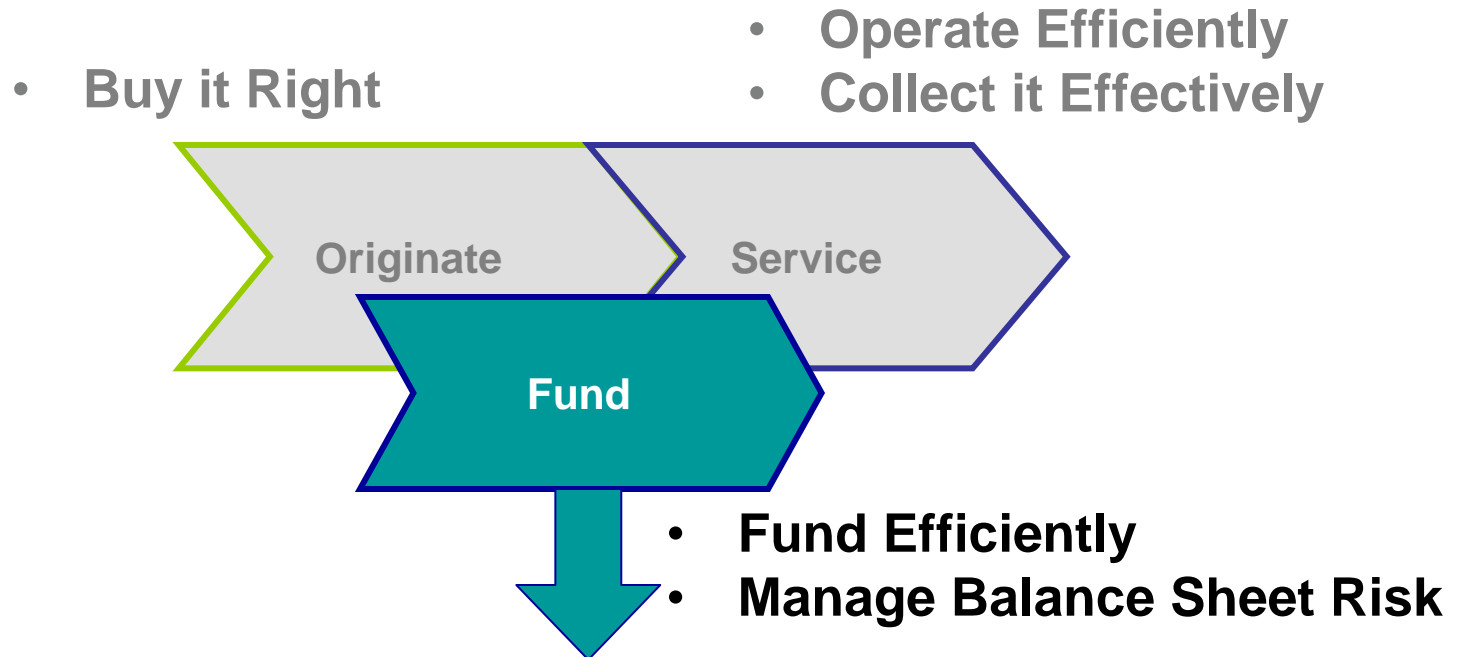 • Operate Efficiently
• Buy it Right
• Collect it Effectively
Originate
Service
Fund
• Fund Efficiently
• Manage Balance Sheet Risk